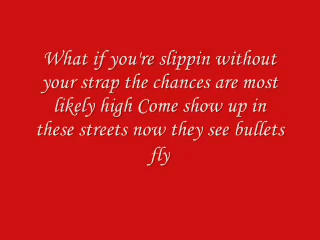 What if you're slippin without
your strap the chances are most
likely high Come show up in
these streets now they see bullets
fly